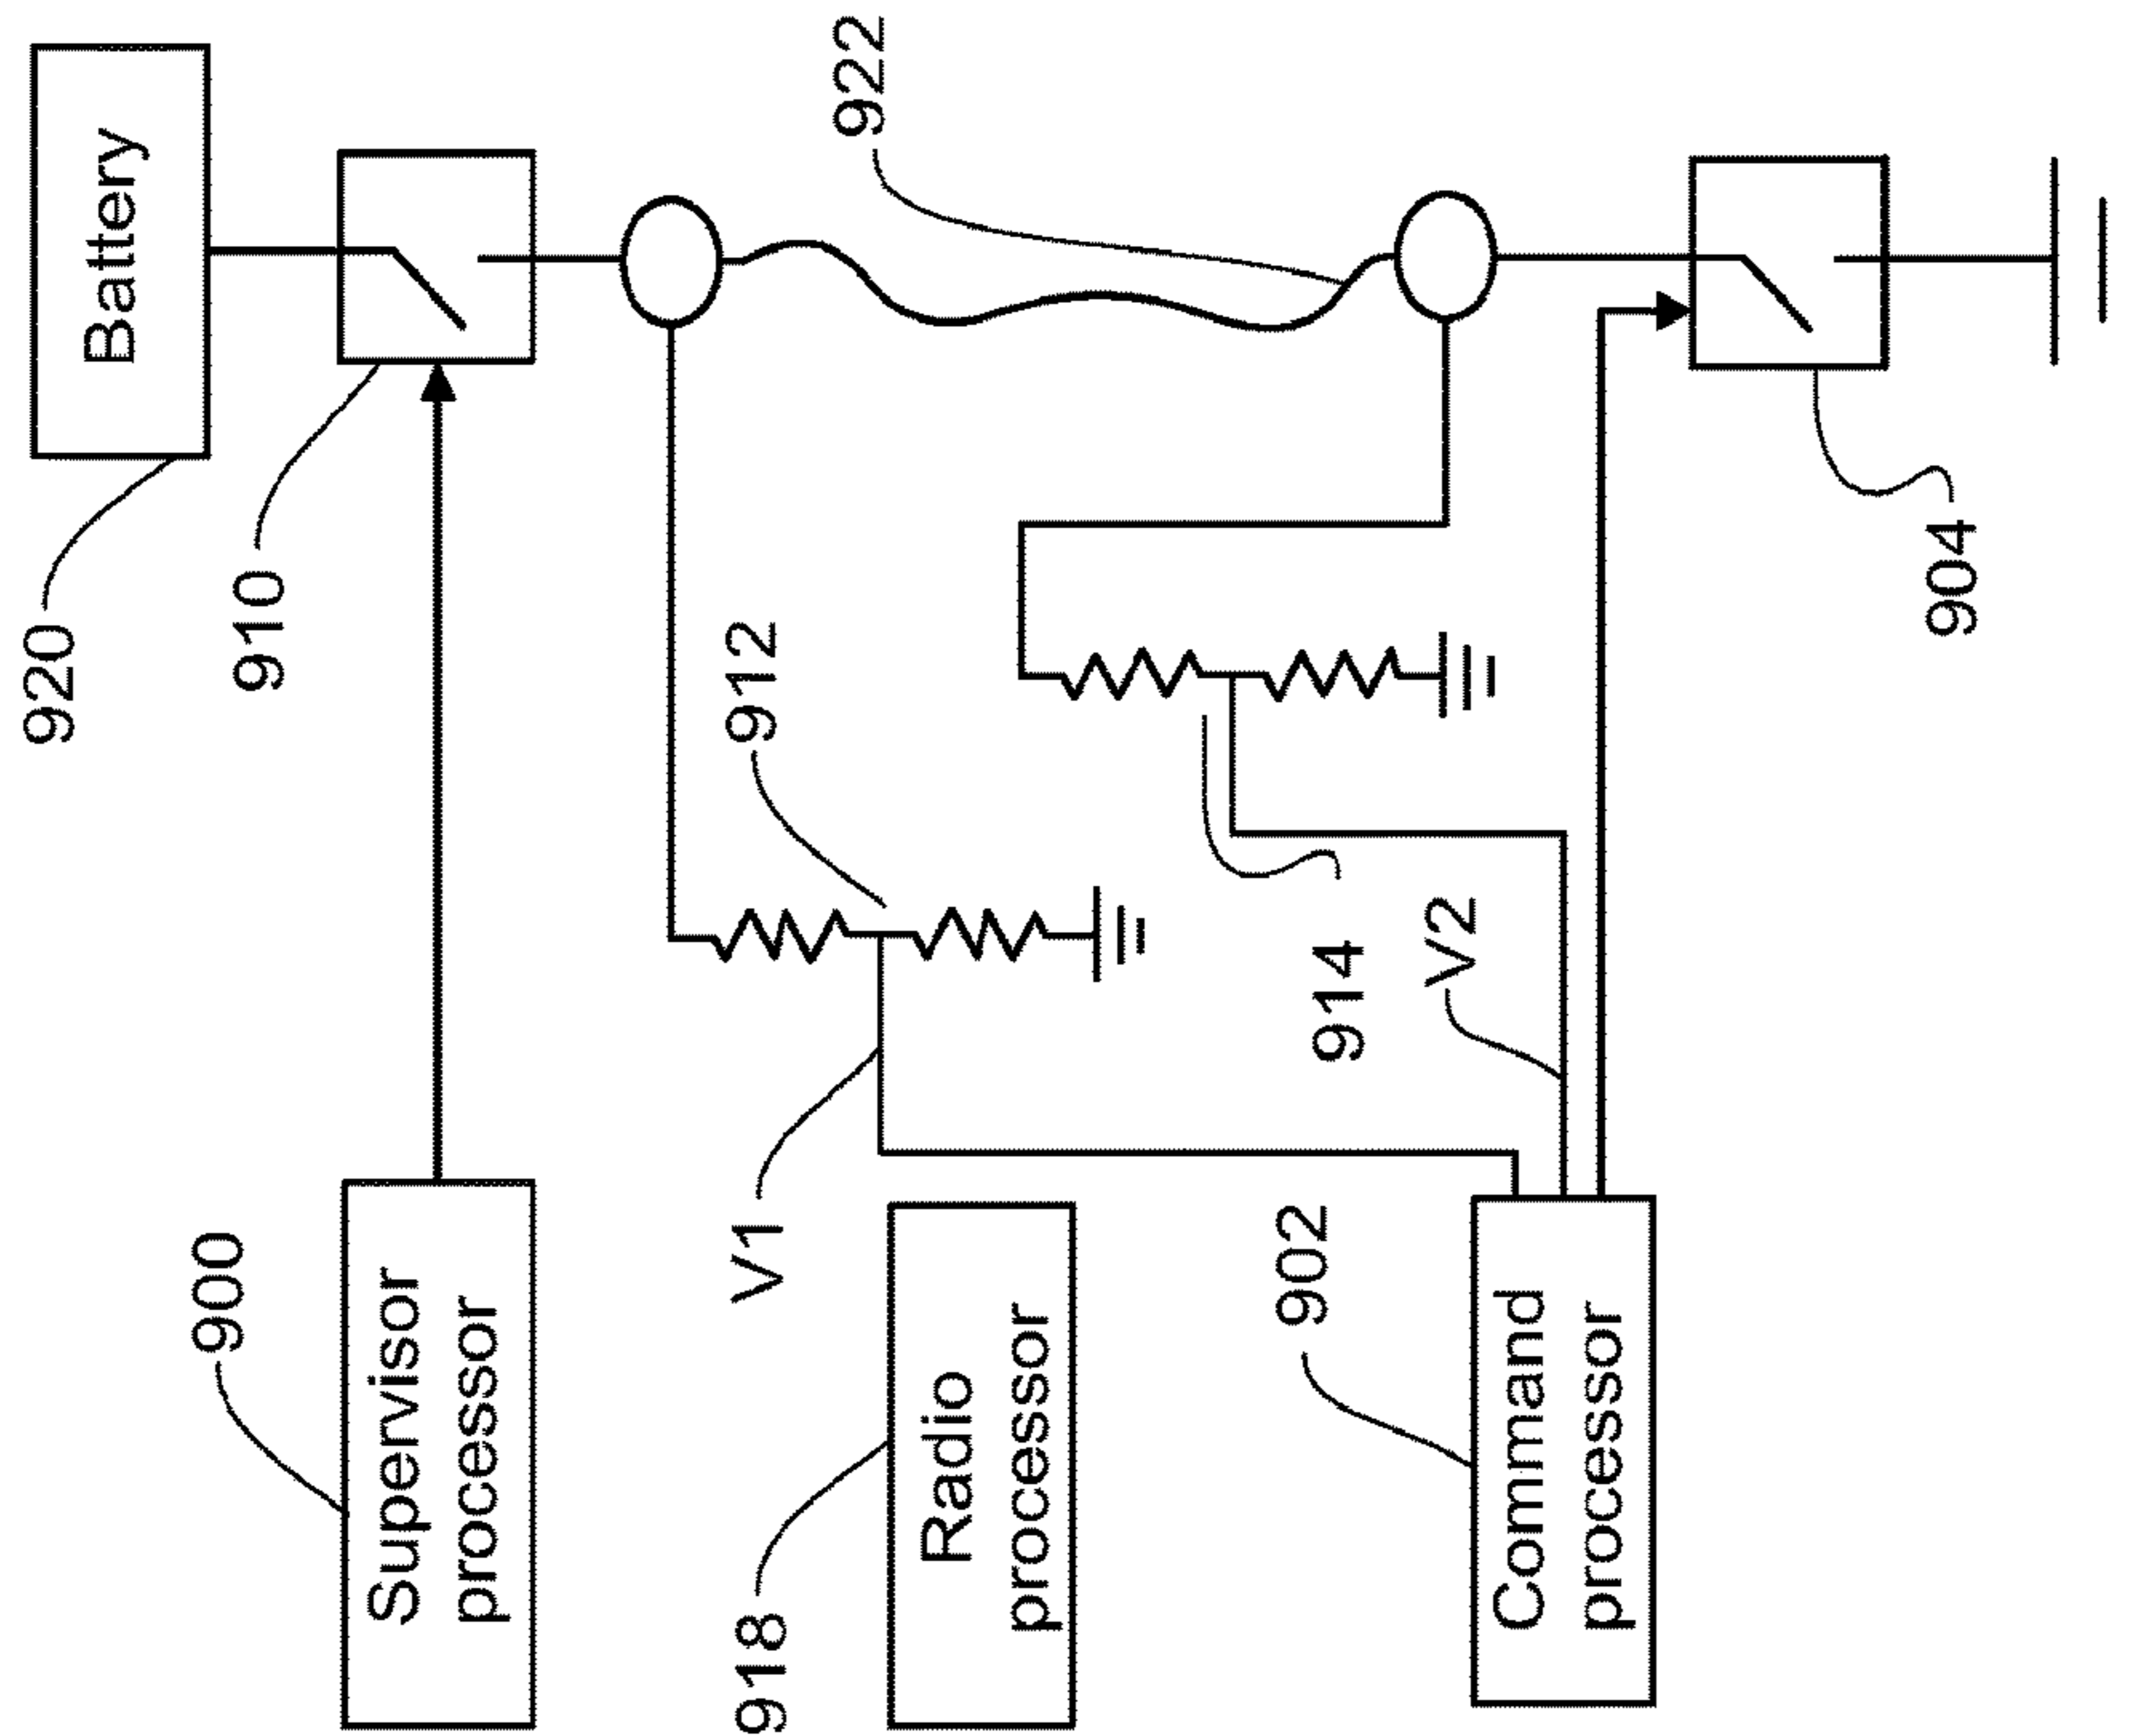 Battery
920
910
922
912
900
Supervisor
processor
V1
918
Radio
processor
914
V2
902
Command
processor
904